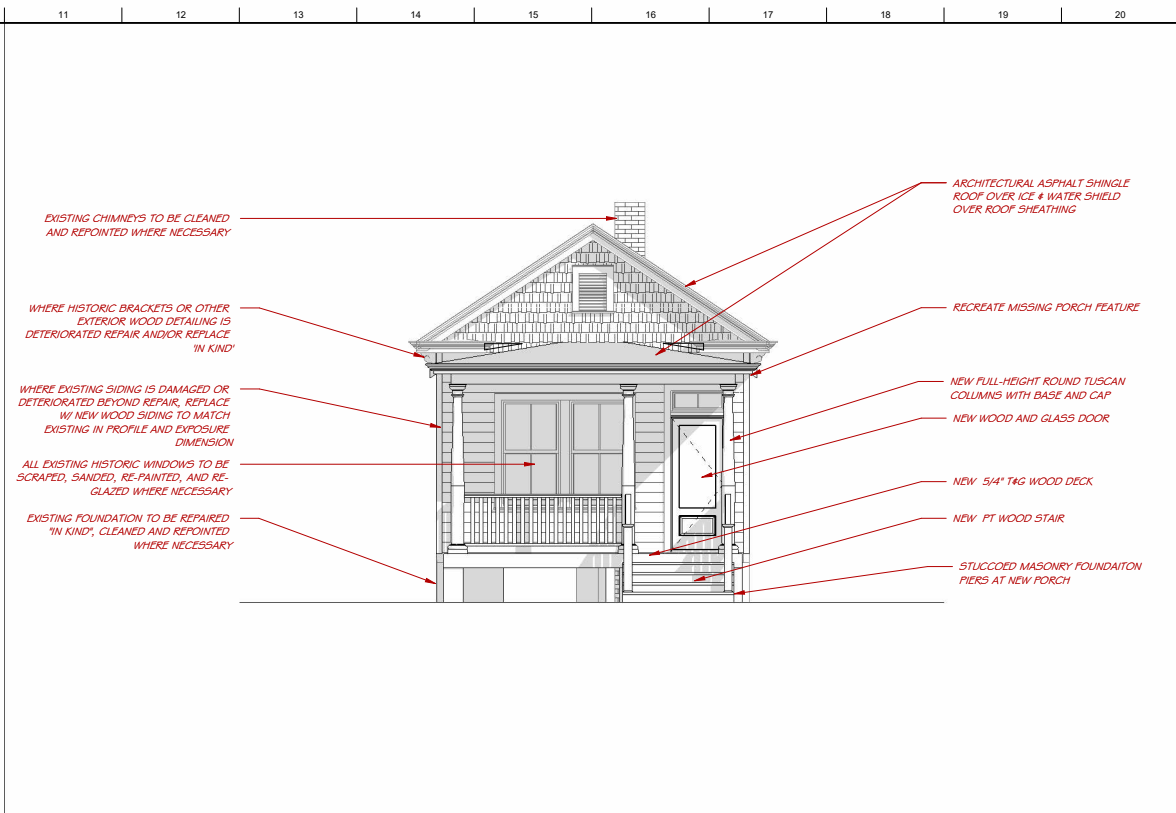 11 12 13 14 15 16 17 18 19 20
EXISTING CHIMNEYS TO BE CLEANED
AND REPOINTED WHERE NECESSARY
WHERE HISTORIC BRACKETS OR OTHER
EXTERIOR WOOD DETAILING IS
DETERIORATED REPAIR AND/OR REPLACE
'IN KIND'
WHERE EXISTING SIDING IS DAMAGED OR
DETERIORATED BEYOND REPAIR, REPLACE
W/ NEW WOOD SIDING TO MATCH
EXISTING IN PROFILE AND EXPOSURE
DIMENSION
ALL EXISTING HISTORIC WINDOWS TO BE
SCRAPED, SANDED, RE-PAINTED, AND RE-
GLAZED WHERE NECESSARY
EXISTING FOUNDATION TO BE REPAIRED
"IN KIND", CLEANED AND REPOINTED
WHERE NECESSARY
ARCHITECTURAL ASPHALT SHINGLE
ROOF OVER ICE & WATER SHIELD
OVER ROOF SHEATHING
RECREATE MISSING PORCH FEATURE
NEW FULL-HEIGHT ROUND TUSCAN
COLUMNS WITH BASE AND CAP
NEW WOOD AND GLASS DOOR
NEW 5/4" T&G WOOD DECK
NEW PT WOOD STAIR
STUCCOED MASONRY FOUNDAITON
PIERS AT NEW PORCH